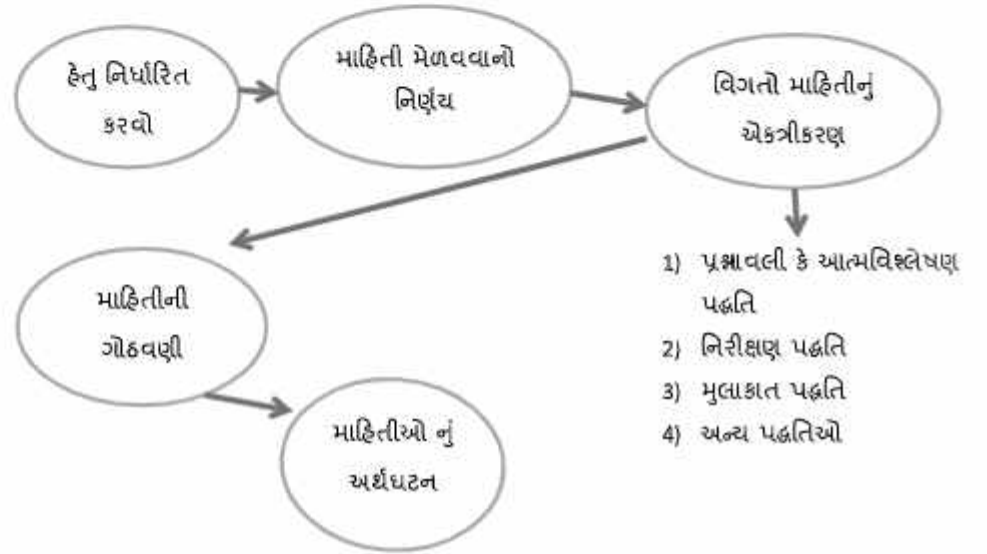 હેતુ નિર્ધારિત
કરવો
માહિતી મેળવવાનો
નિર્ણય
વિગતો માહિતીનું
એકત્રીકરણ
1) પ્રશ્નાવલી કે આત્મવિશ્લેષણ
પદ્ધતિ
2) નિરીક્ષણ પદ્ધતિ
3) મુલાકાત પદ્ધતિ
4) અન્ય પદ્ધતિઓ
માહિતીની
ગોઠવણી
માહિતીઓ નું
અર્થઘટન